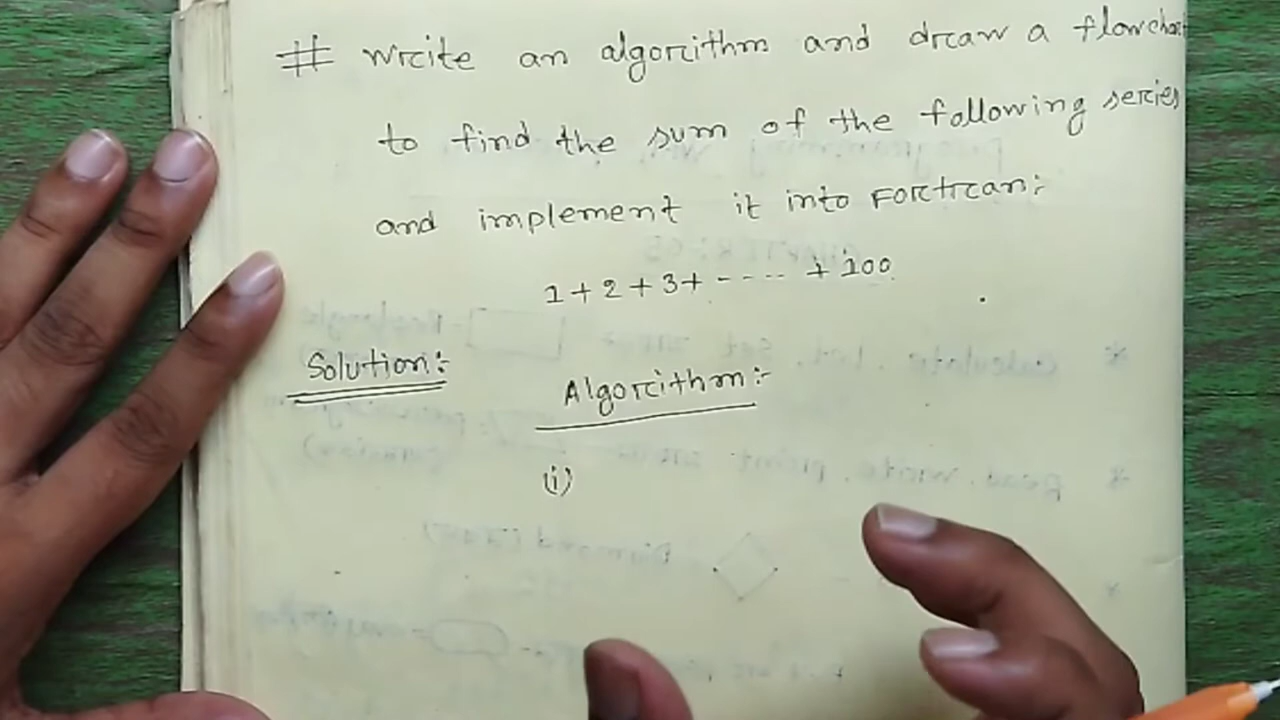 # write an algorithm and draw a flowchart
to find the sum of the following series
and implement it into Fortran:
1 + 2 + 3 + ---- + 100
Solution:
Algorithm:
(i)